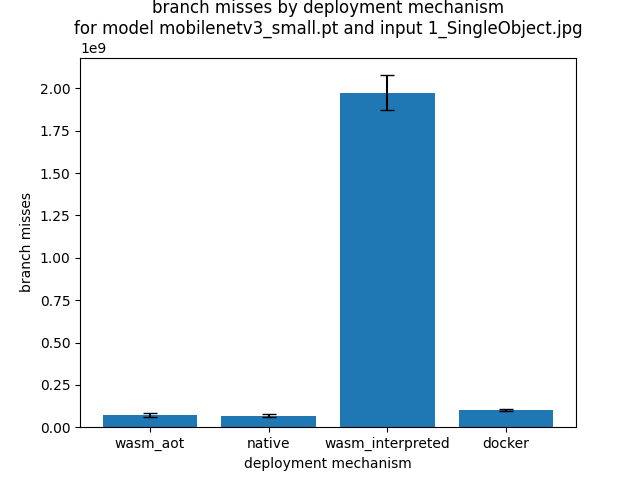 branch misses by deployment mechanism
for model mobilenetv3_small.pt and input 1_SingleObject.jpg
1e9
2.00
1.75
1.50
1.25
1.00
0.75
0.50
0.25
0.00
branch misses
wasm_aot native wasm_interpreted docker
deployment mechanism